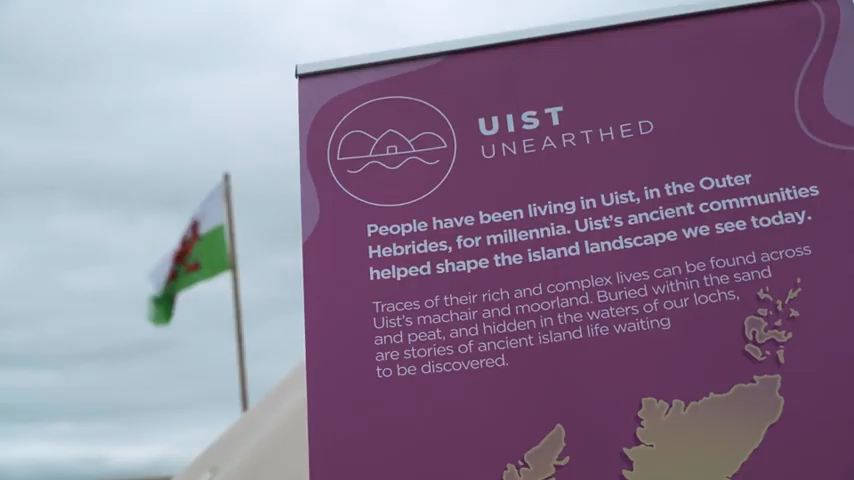 UIST
UNEARTHED
People have been living in Uist, in the Outer
Hebrides, for millennia. Uist's ancient communities
helped shape the island landscape we see today.
Traces of their rich and complex lives can be found across
Uist's machair and moorland. Buried within the sand
and peat, and hidden in the waters of our lochs,
are stories of ancient island life waiting
to be discovered.